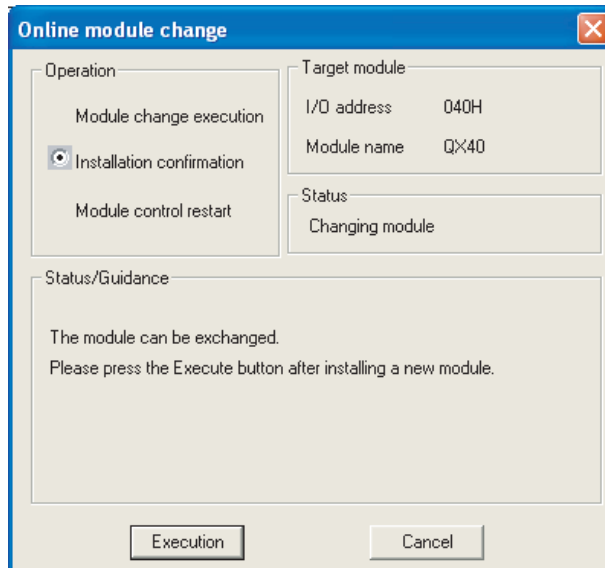 Online module change
Operation
Module change execution
Installation confirmation
Module control restart
Target module
I/O address 040H
Module name QX40
Status
Changing module
Status/Guidance
The module can be exchanged.
Please press the Execute button after installing a new module.
Execution Cancel